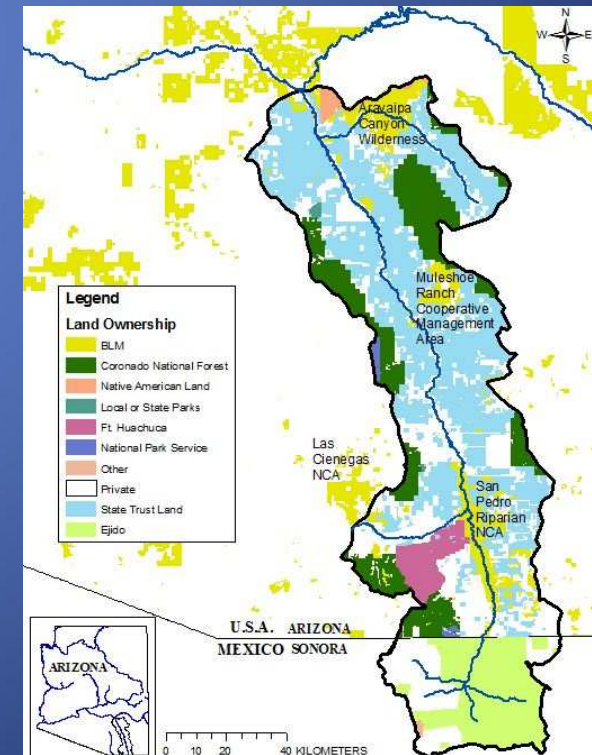 N
W E
S
Aravaipa
Canyon
Wilderness
Muleshoe
Ranch
Cooperative
Management
Area
Legend
Land Ownership
BLM
Coronado National Forest
Native American Land
Local or State Parks
Ft. Huachuca
National Park Service
Other
Private
State Trust Land
Ejido
Las
Cienegas
NCA
San
Pedro
Riparian
NCA
U.S.A. ARIZONA
MEXICO SONORA
ARIZONA
0 10 20 40 KILOMETERS